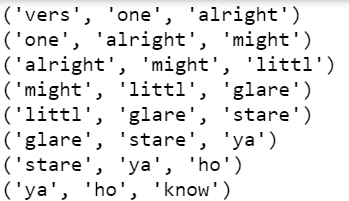 ('vers', 'one', 'alright')
('one', 'alright', 'might')
('alright', 'might', 'littl')
('might', 'littl', 'glare')
('littl', 'glare', 'stare')
('glare', 'stare', 'ya')
('stare', 'ya', 'ho')
('ya', 'ho', 'know')